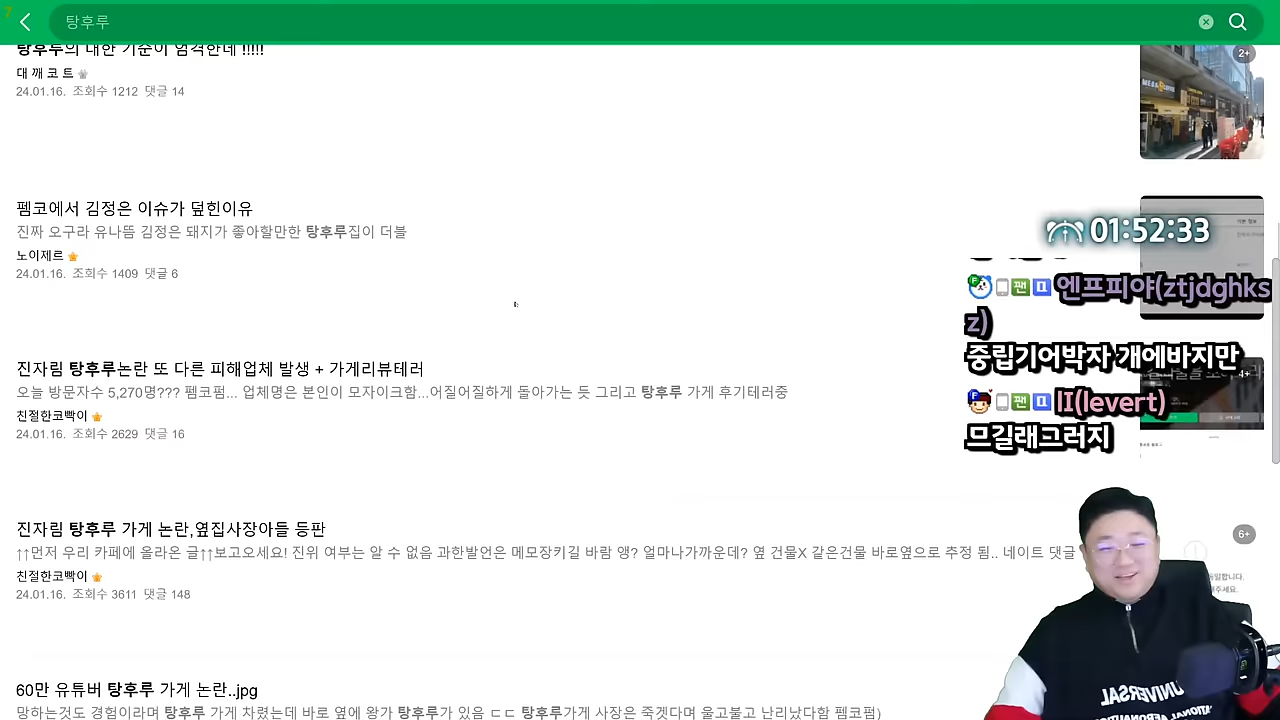 탕후루
탕후루의 대한 기준이 엄격한데 !!!!!
대 깨 코 트
24.01.16. 조회수 1212 댓글 14
2+
펨코에서 김정은 이슈가 덮힌이유
진짜 오구라 유나뜸 김정은 돼지가 좋아할만한 탕후루집이 더블
노이제르
24.01.16. 조회수 1409 댓글 6
01:52:33
엔프피야(ztjdghks
z)
중립기어박자 개에바지만
lI(levert)
므길래그러지
진자림 탕후루논란 또 다른 피해업체 발생 + 가게리뷰테러
오늘 방문자수 5,270명??? 펨코펌... 업체명은 본인이 모자이크함...어질어질하게 돌아가는 듯 그리고 탕후루 가게 후기테러중
친절한코빡이
24.01.16. 조회수 2629 댓글 16
4+
진자림 탕후루 가게 논란,옆집사장아들 등판
↑↑먼저 우리 카페에 올라온 글↑↑보고오세요! 진위 여부는 알 수 없음 과한발언은 메모장키길 바람 앵? 얼마나가까운데? 옆 건물X 같은건물 바로옆으로 추정 됨.. 네이트 댓글
친절한코빡이
24.01.16. 조회수 3611 댓글 148
6+
60만 유튜버 탕후루 가게 논란..jpg
망하는것도 경험이라며 탕후루 가게 차렸는데 바로 옆에 왕가 탕후루가 있음 ㄷㄷ 탕후루가게 사장은 죽겟다며 울고불고 난리났다함 펨코펌)
UNIVERSAL